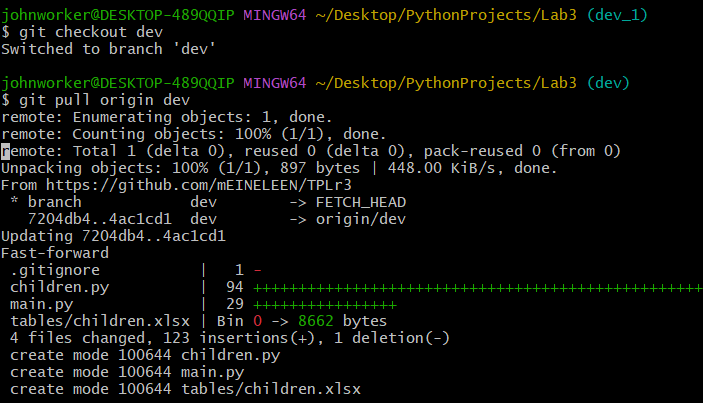 johnworker@DESKTOP-489QQIP MINGW64 ~/Desktop/PythonProjects/Lab3 (dev_1)
$ git checkout dev
Switched to branch 'dev'
johnworker@DESKTOP-489QQIP MINGW64 ~/Desktop/PythonProjects/Lab3 (dev)
$ git pull origin dev
remote: Enumerating objects: 1, done.
remote: Counting objects: 100% (1/1), done.
remote: Total 1 (delta 0), reused 0 (delta 0), pack-reused 0 (from 0)
Unpacking objects: 100% (1/1), 897 bytes | 448.00 KiB/s, done.
From https://github.com/mEINELEEN/TPLr3
 * branch            dev        -> FETCH_HEAD
   7204db4..4ac1cd1  dev        -> origin/dev
Updating 7204db4..4ac1cd1
Fast-forward
 .gitignore           |   1 -
 children.py          |  94 ++++++++++++++++++++++++++++++++++++++++++++++++++
 main.py              |  29 ++++++++++++++++
 tables/children.xlsx | Bin 0 -> 8662 bytes
 4 files changed, 123 insertions(+), 1 deletion(-)
 create mode 100644 children.py
 create mode 100644 main.py
 create mode 100644 tables/children.xlsx